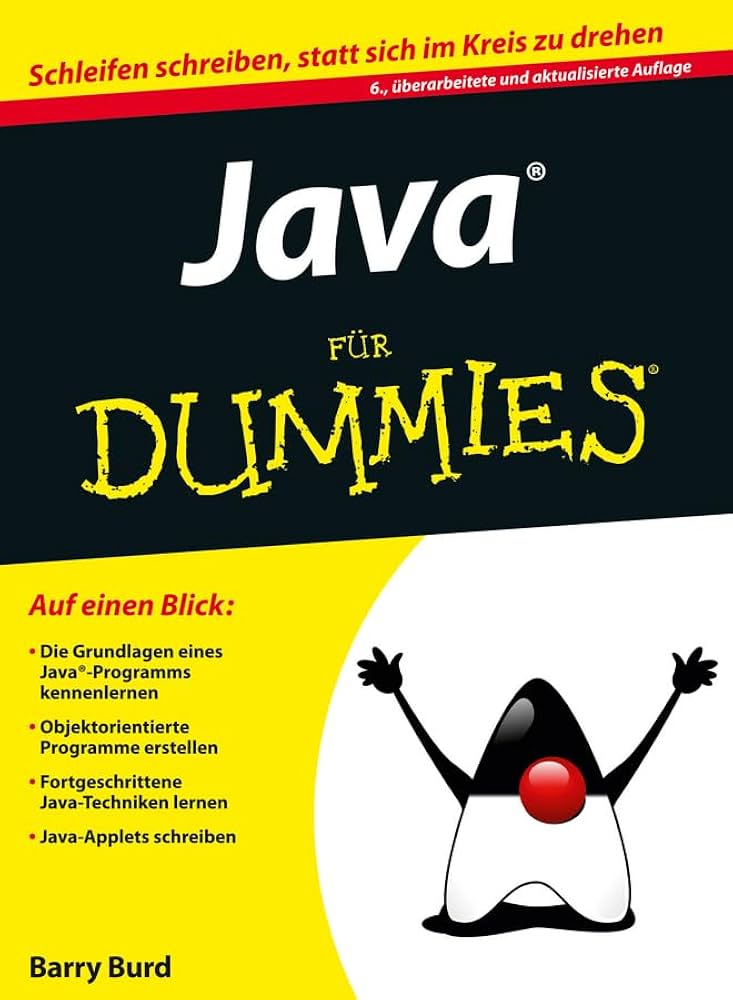 Schleifen schreiben, statt sich im Kreis zu drehen
6., überarbeitete und aktualisierte Auflage
Java®
FÜR
DUMMIES®
Auf einen Blick:
• Die Grundlagen eines
Java®-Programms
kennenlernen
• Objektorientierte
Programme erstellen
• Fortgeschrittene
Java-Techniken lernen
• Java-Applets schreiben
Barry Burd